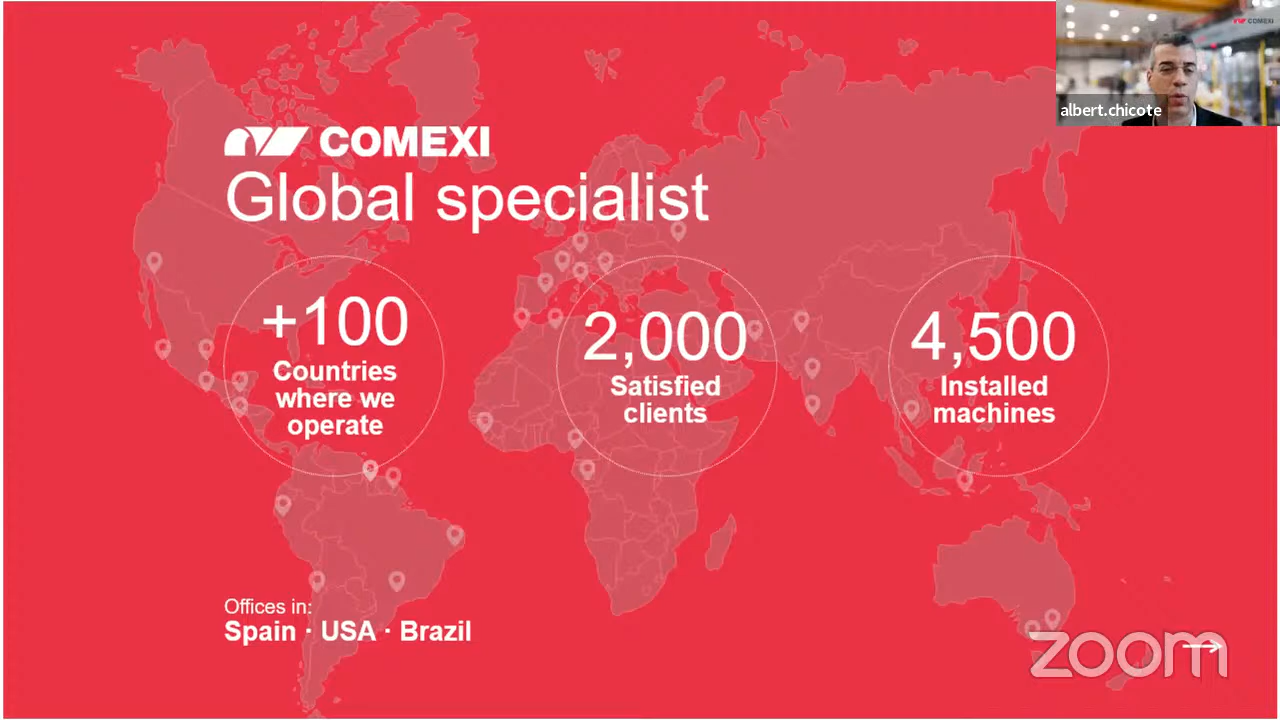 COMEXI
albert.chicote
COMEXI
Global specialist
+100
Countries
where we
operate
2,000
Satisfied
clients
4,500
Installed
machines
Offices in:
Spain · USA · Brazil
zoom